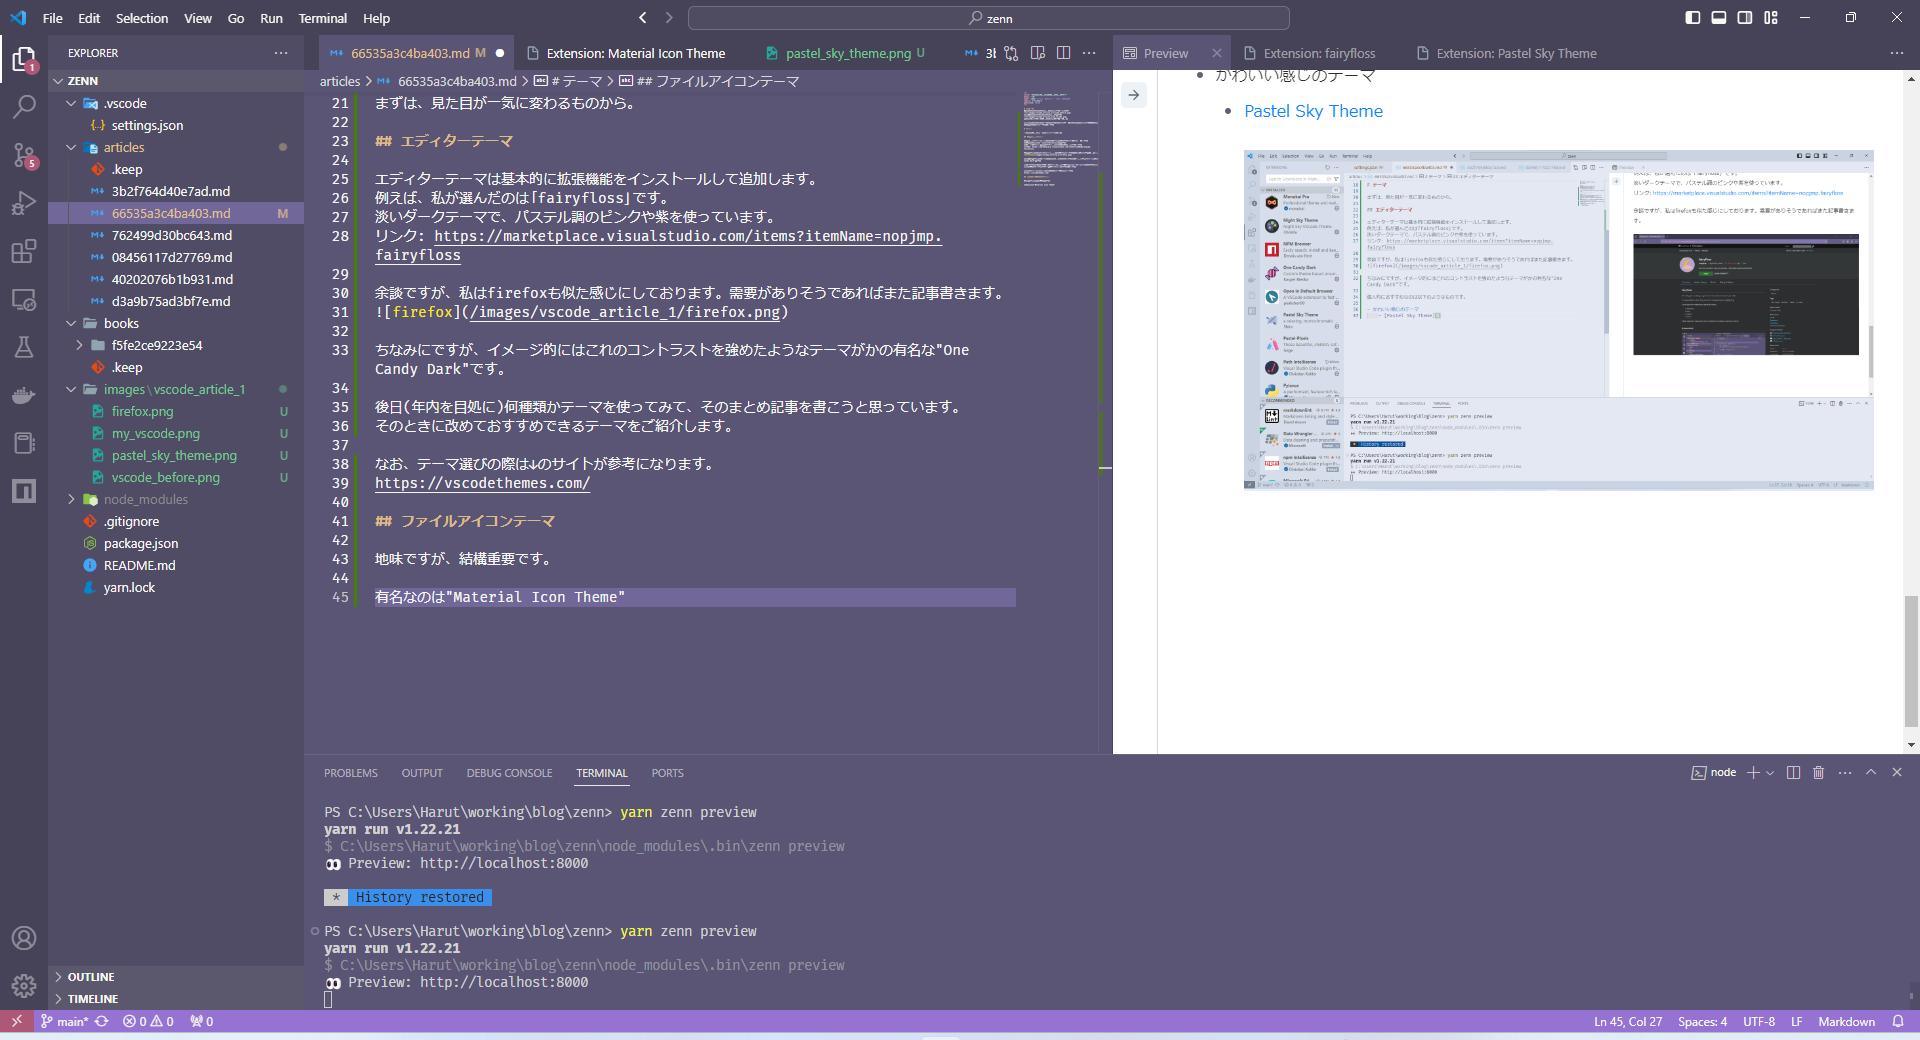 File Edit Selection View Go Run Terminal Help
zenn
EXPLORER
ZENN
.vscode
settings.json
articles
.keep
3b2f764d40e7ad.md
66535a3c4ba403.md M
762499d30bc643.md
08456117d27769.md
40202076b1b931.md
d3a9b75ad3bf7e.md
books
f5fe2ce9223e54
.keep
images \ vscode_article_1
firefox.png U
my_vscode.png U
pastel_sky_theme.png U
vscode_before.png U
node_modules
.gitignore
package.json
README.md
yarn.lock
OUTLINE
TIMELINE
66535a3c4ba403.md M
Extension: Material Icon Theme
pastel_sky_theme.png U
articles > 66535a3c4ba403.md > # テーマ > ## ファイルアイコンテーマ
21 まずは、見た目が一気に変わるものから。
22
23 ## エディターテーマ
24
25 エディターテーマは基本的に拡張機能をインストールして追加します。
26 例えば、私が選んだのは「fairyfloss」です。
27 淡いダークテーマで、パステル調のピンクや紫を使っています。
28 リンク: https://marketplace.visualstudio.com/items?itemName=nopjmp.
fairyfloss
29
30 余談ですが、私はfirefoxも似た感じにしております。需要がありそうであればまた記事書きます。
31 ![firefox](/images/vscode_article_1/firefox.png)
32
33 ちなみにですが、イメージ的にはこれのコントラストを強めたようなテーマがかの有名な"One
Candy Dark"です。
34
35 後日(年内を目処に)何種類かテーマを使ってみて、そのまとめ記事を書こうと思っています。
36 そのときに改めておすすめできるテーマをご紹介します。
37
38 なお、テーマ選びの際は↓のサイトが参考になります。
39 https://vscodethemes.com/
40
41 ## ファイルアイコンテーマ
42
43 地味ですが、結構重要です。
44
45 有名なのは"Material Icon Theme"
Preview
Extension: fairyfloss
Extension: Pastel Sky Theme
かわいい感じのテーマ
Pastel Sky Theme
PROBLEMS OUTPUT DEBUG CONSOLE TERMINAL PORTS
node
PS C:\Users\Harut\working\blog\zenn> yarn zenn preview
yarn run v1.22.21
$ C:\Users\Harut\working\blog\zenn\node_modules\.bin\zenn preview
👀 Preview: http://localhost:8000
* History restored
PS C:\Users\Harut\working\blog\zenn> yarn zenn preview
yarn run v1.22.21
$ C:\Users\Harut\working\blog\zenn\node_modules\.bin\zenn preview
👀 Preview: http://localhost:8000
main* 0 0 0
Ln 45, Col 27 Spaces: 4 UTF-8 LF Markdown